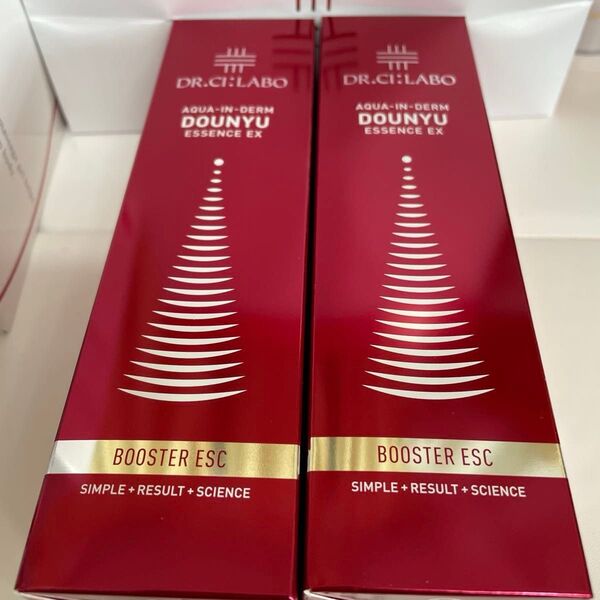 DR.CI:LABO
AQUA-IN-DERM
DOUNYU
ESSENCE EX
BOOSTER ESC
SIMPLE+RESULT+SCIENCE
DR.CI:LABO
AQUA-IN-DERM
DOUNYU
ESSENCE EX
BOOSTER ESC
SIMPLE+RESULT+SCIENCE